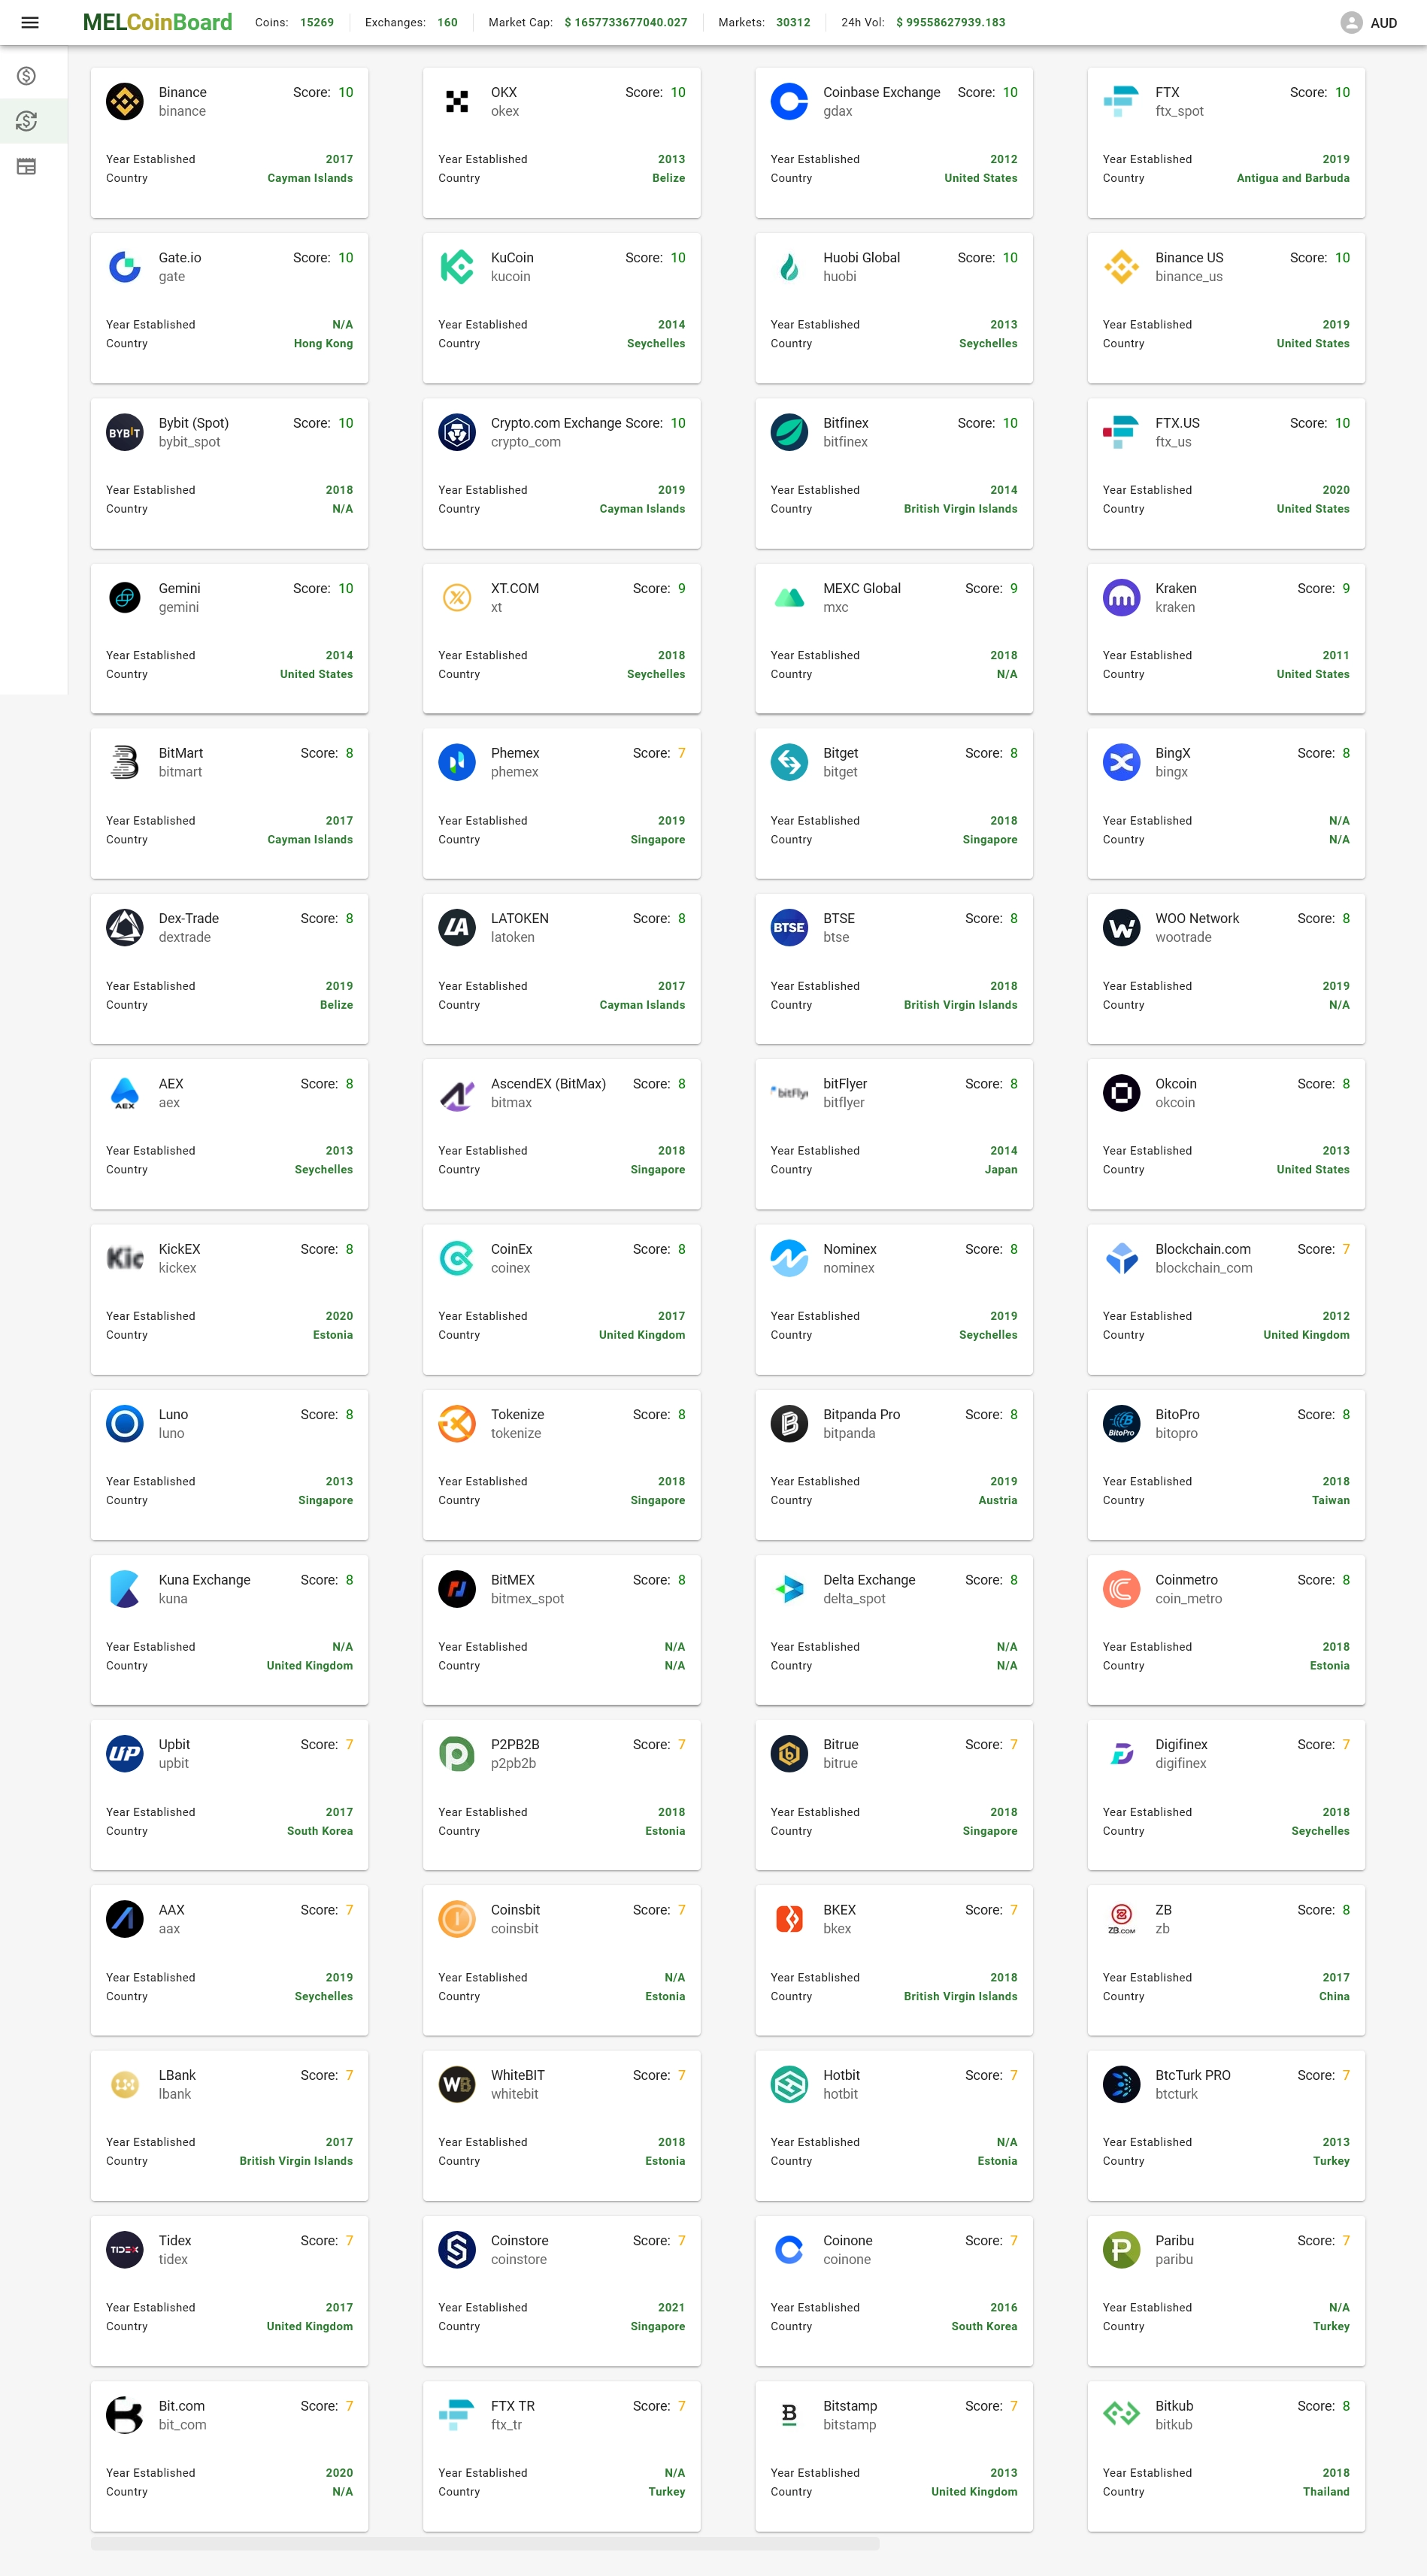 MELCoinBoard Coins: 15269 Exchanges: 160 Market Cap: $ 1657733677040.027 Markets: 30312 24h Vol: $ 99558627939.183 AUD
Binance Score: 10
binance
Year Established 2017
Country Cayman Islands
OKX Score: 10
okex
Year Established 2013
Country Belize
Coinbase Exchange Score: 10
gdax
Year Established 2012
Country United States
FTX Score: 10
ftx_spot
Year Established 2019
Country Antigua and Barbuda
Gate.io Score: 10
gate
Year Established N/A
Country Hong Kong
KuCoin Score: 10
kucoin
Year Established 2014
Country Seychelles
Huobi Global Score: 10
huobi
Year Established 2013
Country Seychelles
Binance US Score: 10
binance_us
Year Established 2019
Country United States
BYBIT
Bybit (Spot) Score: 10
bybit_spot
Year Established 2018
Country N/A
Crypto.com Exchange Score: 10
crypto_com
Year Established 2019
Country Cayman Islands
Bitfinex Score: 10
bitfinex
Year Established 2014
Country British Virgin Islands
FTX.US Score: 10
ftx_us
Year Established 2020
Country United States
Gemini Score: 10
gemini
Year Established 2014
Country United States
XT.COM Score: 9
xt
Year Established 2018
Country Seychelles
MEXC Global Score: 9
mxc
Year Established 2018
Country N/A
Kraken Score: 9
kraken
Year Established 2011
Country United States
BitMart Score: 8
bitmart
Year Established 2017
Country Cayman Islands
Phemex Score: 7
phemex
Year Established 2019
Country Singapore
Bitget Score: 8
bitget
Year Established 2018
Country Singapore
BingX Score: 8
bingx
Year Established N/A
Country N/A
Dex-Trade Score: 8
dextrade
Year Established 2019
Country Belize
LA
LATOKEN Score: 8
latoken
Year Established 2017
Country Cayman Islands
BTSE
BTSE Score: 8
btse
Year Established 2018
Country British Virgin Islands
WOO Network Score: 8
wootrade
Year Established 2019
Country N/A
AEX
AEX Score: 8
aex
Year Established 2013
Country Seychelles
AscendEX (BitMax) Score: 8
bitmax
Year Established 2018
Country Singapore
bitFlye
bitFlyer Score: 8
bitflyer
Year Established 2014
Country Japan
Okcoin Score: 8
okcoin
Year Established 2013
Country United States
Kic
KickEX Score: 8
kickex
Year Established 2020
Country Estonia
CoinEx Score: 8
coinex
Year Established 2017
Country United Kingdom
Nominex Score: 8
nominex
Year Established 2019
Country Seychelles
Blockchain.com Score: 7
blockchain_com
Year Established 2012
Country United Kingdom
Luno Score: 8
luno
Year Established 2013
Country Singapore
Tokenize Score: 8
tokenize
Year Established 2018
Country Singapore
Bitpanda Pro Score: 8
bitpanda
Year Established 2019
Country Austria
BitoPro
BitoPro Score: 8
bitopro
Year Established 2018
Country Taiwan
Kuna Exchange Score: 8
kuna
Year Established N/A
Country United Kingdom
BitMEX Score: 8
bitmex_spot
Year Established N/A
Country N/A
Delta Exchange Score: 8
delta_spot
Year Established N/A
Country N/A
Coinmetro Score: 8
coin_metro
Year Established 2018
Country Estonia
UP
Upbit Score: 7
upbit
Year Established 2017
Country South Korea
P2PB2B Score: 7
p2pb2b
Year Established 2018
Country Estonia
Bitrue Score: 7
bitrue
Year Established 2018
Country Singapore
Digifinex Score: 7
digifinex
Year Established 2018
Country Seychelles
AAX Score: 7
aax
Year Established 2019
Country Seychelles
Coinsbit Score: 7
coinsbit
Year Established N/A
Country Estonia
BKEX Score: 7
bkex
Year Established 2018
Country British Virgin Islands
ZB.COM
ZB Score: 8
zb
Year Established 2017
Country China
LBank Score: 7
lbank
Year Established 2017
Country British Virgin Islands
WB
WhiteBIT Score: 7
whitebit
Year Established 2018
Country Estonia
Hotbit Score: 7
hotbit
Year Established N/A
Country Estonia
BtcTurk PRO Score: 7
btcturk
Year Established 2013
Country Turkey
TIDEX
Tidex Score: 7
tidex
Year Established 2017
Country United Kingdom
Coinstore Score: 7
coinstore
Year Established 2021
Country Singapore
Coinone Score: 7
coinone
Year Established 2016
Country South Korea
Paribu Score: 7
paribu
Year Established N/A
Country Turkey
Bit.com Score: 7
bit_com
Year Established 2020
Country N/A
FTX TR Score: 7
ftx_tr
Year Established N/A
Country Turkey
Bitstamp Score: 7
bitstamp
Year Established 2013
Country United Kingdom
Bitkub Score: 8
bitkub
Year Established 2018
Country Thailand